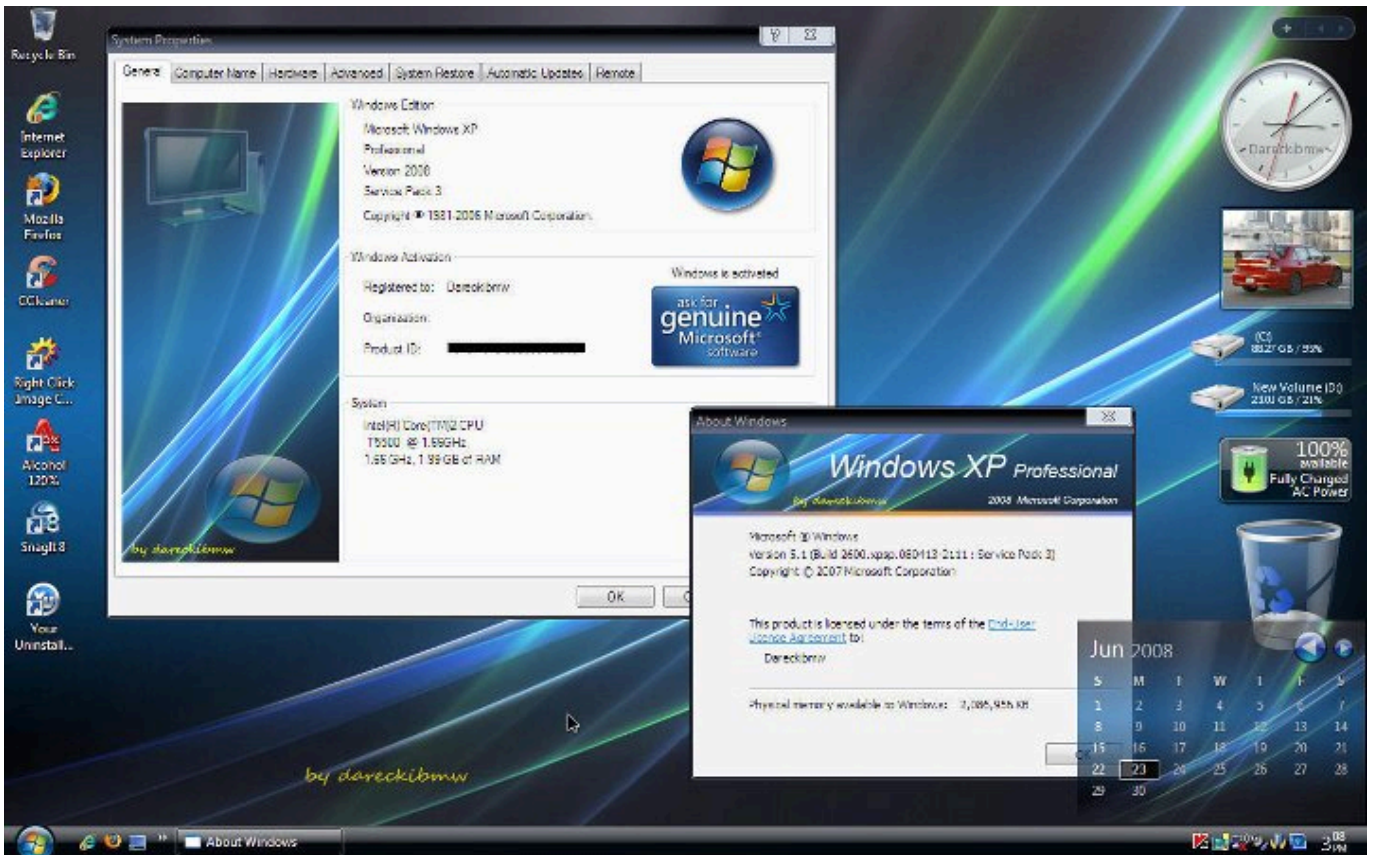 Recycle Bin
Internet
Explorer
Mozilla
Firefox
CCleaner
Right Click
Image C...
Alcohol
120%
SnagIt 8
Your
Uninstall...
System Properties
General
Computer Name
Hardware
Advanced
System Restore
Automatic Updates
Remote
Windows Edition
Microsoft Windows XP
Professional
Version 2008
Service Pack 3
Copyright © 1981-2006 Microsoft Corporation.
Windows Activation
Windows is activated
Registered to: Dareckibmw
Organization:
Product ID:
ask for
genuine
Microsoft
software
System
Intel(R) Core(TM)2 CPU
T5500 @ 1.66GHz
1.66 GHz, 1.99 GB of RAM
by dareckibmw
OK
About Windows
Windows XP Professional
by dareckibmw
2008 Microsoft Corporation
Microsoft ® Windows
Version 5.1 (Build 2600.xpsp.060413-2111 : Service Pack 3)
Copyright © 2007 Microsoft Corporation
This product is licensed under the terms of the End-User
License Agreement to:
Dareckibmw
Physical memory available to Windows:
by dareckibmw
Dareckibmw
(C:)
New Volume (D:)
100%
available
Fully Charged
AC Power
Jun 2008
S M T W T F S
1 2 3 4 5 6 7
8 9 10 11 12 13 14
15 16 17 18 19 20 21
22 23 24 25 26 27 28
29 30
About Windows
3 08
PM